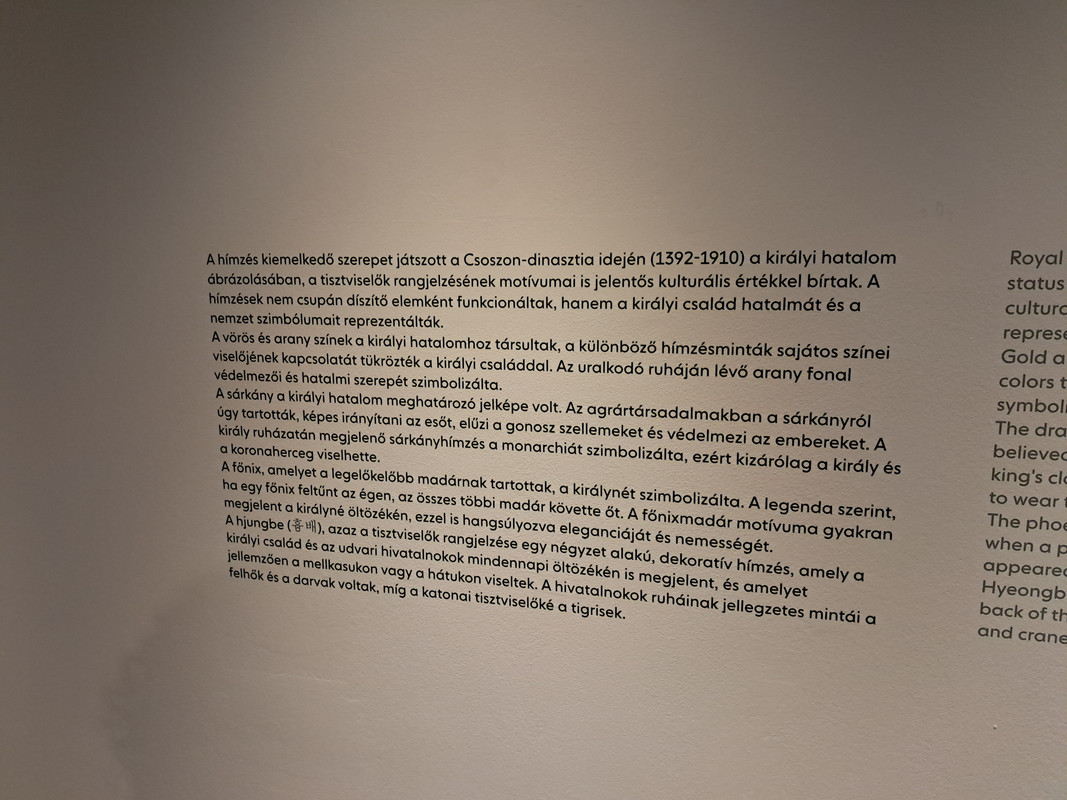 A hímzés kiemelkedő szerepet játszott a Csoszon-dinasztia idején (1392-1910) a királyi hatalom
ábrázolásában, a tisztviselők rangjelzésének motívumai is jelentős kulturális értékkel bírtak. A
hímzések nem csupán díszítő elemként funkcionáltak, hanem a királyi család hatalmát és a
nemzet szimbólumait reprezentálták.
A vörös és arany színek a királyi hatalomhoz társultak, a különböző hímzésminták sajátos színei
viselőjének kapcsolatát tükrözték a királyi családdal. Az uralkodó ruháján lévő arany fonal
védelmezői és hatalmi szerepét szimbolizálta.
A sárkány a királyi hatalom meghatározó jelképe volt. Az agrártársadalmakban a sárkányról
úgy tartották, képes irányítani az esőt, elűzi a gonosz szellemeket és védelmezi az embereket. A
király ruházatán megjelenő sárkányhímzés a monarchiát szimbolizálta, ezért kizárólag a király és
a koronaherceg viselhette.
A főnix, amelyet a legelőkelőbb madárnak tartottak, a királynét szimbolizálta. A legenda szerint,
ha egy főnix feltűnt az égen, az összes többi madár követte őt. A főnixmadár motívuma gyakran
megjelent a királyné öltözékén, ezzel is hangsúlyozva eleganciáját és nemességét.
A hjungbe (흉배), azaz a tisztviselők rangjelzése egy négyzet alakú, dekoratív hímzés, amely a
királyi család és az udvari hivatalnokok mindennapi öltözékén is megjelent, és amelyet
jellemzően a mellkasukon vagy a hátukon viseltek. A hivatalnokok ruháinak jellegzetes mintái a
felhők és a darvak voltak, míg a katonai tisztviselőké a tigrisek.
Royal
status
represe
Gold a
colors t
symboli
The dra
believed
king's clo
to wear t
The phoe
when a p
appeared
Hyeongb
back of th
and crane